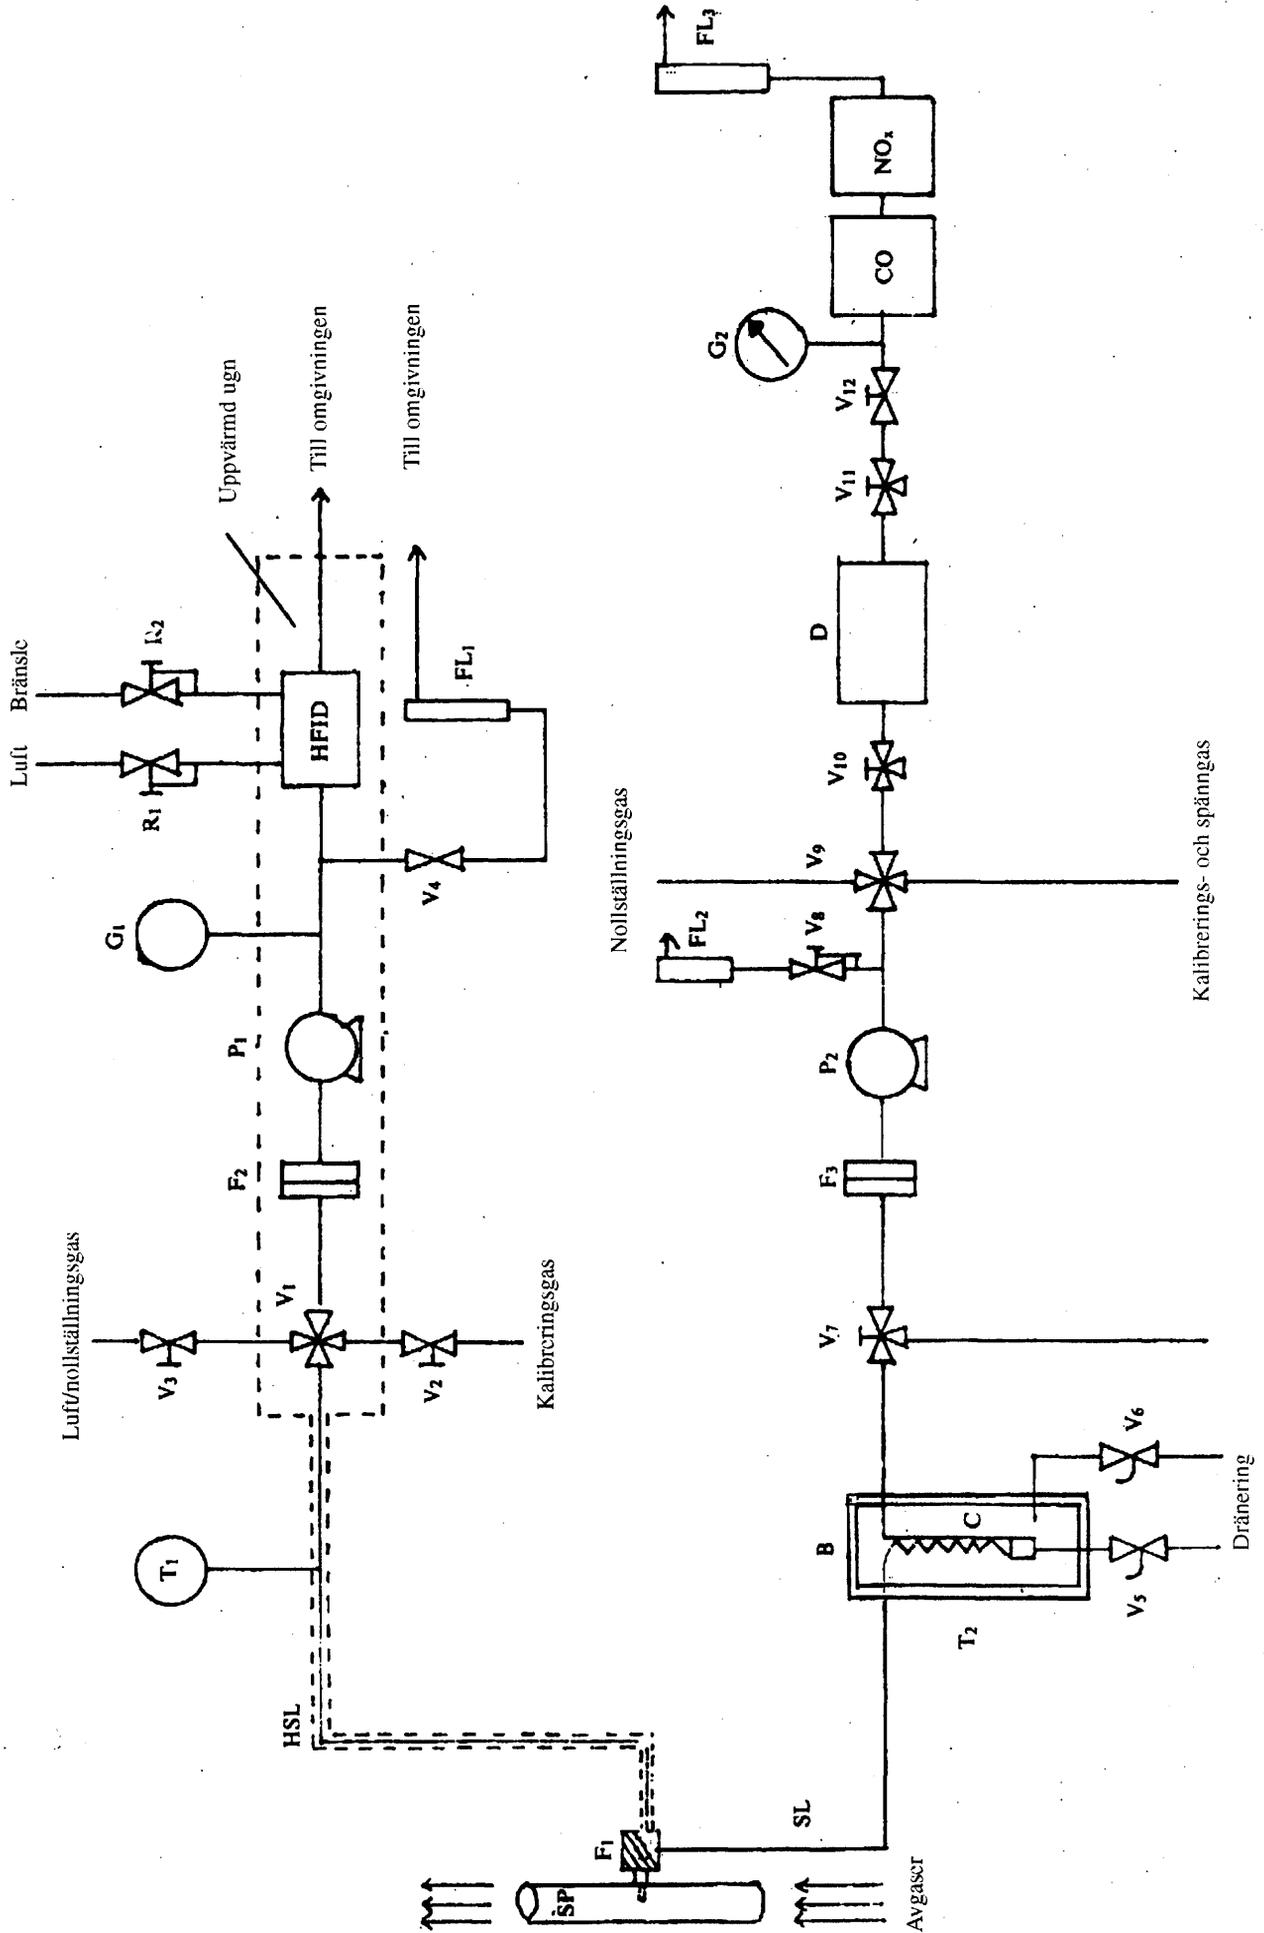 Bränsle
Luft
R2
R1
Uppvärmd ugn
Till omgivningen
Till omgivningen
HFID
FL1
G1
V4
P1
F2
Luft/nollställningsgas
V1
V3
V2
Kalibreringsgas
T1
HSL
F1
SP
SL
Avgaser
FL3
NOx
CO
G2
V12
V11
D
V10
Nollställningsgas
V9
V8
FL2
Kalibrerings- och spänngas
P2
F3
V7
V6
B
C
V5
Dränering
T2